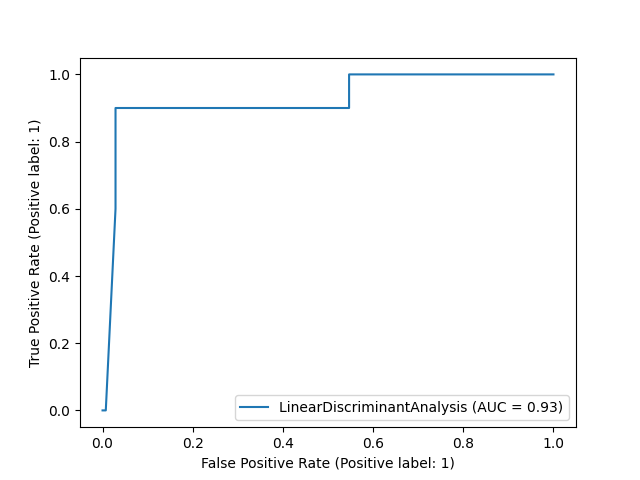 1.0
0.8
0.6
0.4
0.2
0.0
True Positive Rate (Positive label: 1)
LinearDiscriminantAnalysis (AUC = 0.93)
0.0 0.2 0.4 0.6 0.8 1.0
False Positive Rate (Positive label: 1)